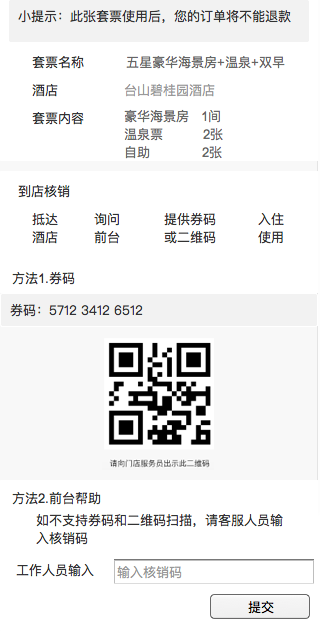 小提示：此张套票使用后，您的订单将不能退款
套票名称 五星豪华海景房+温泉+双早
酒店 台山碧桂园酒店
套票内容 豪华海景房 1间
温泉票 2张
自助 2张
到店核销
抵达 询问 提供券码 入住
酒店 前台 或二维码 使用
方法1.券码
券码：5712 3412 6512
请向门店服务员出示此二维码
方法2.前台帮助
如不支持券码和二维码扫描，请客服人员输
入核销码
工作人员输入 输入核销码
提交